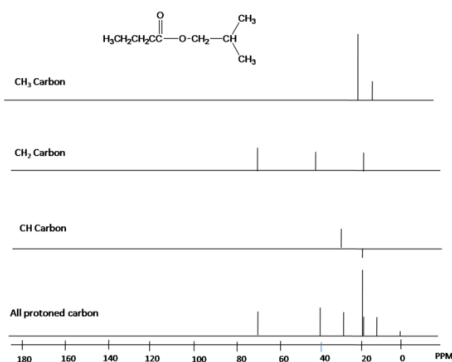 CH₃
O
H₃CH₂CH₂C—C—O-CH₂—CH
CH₃
CH₃ Carbon
CH₂ Carbon
CH Carbon
All protoned carbon
180 160 140 120 100 80 60 40 20 0 PPM